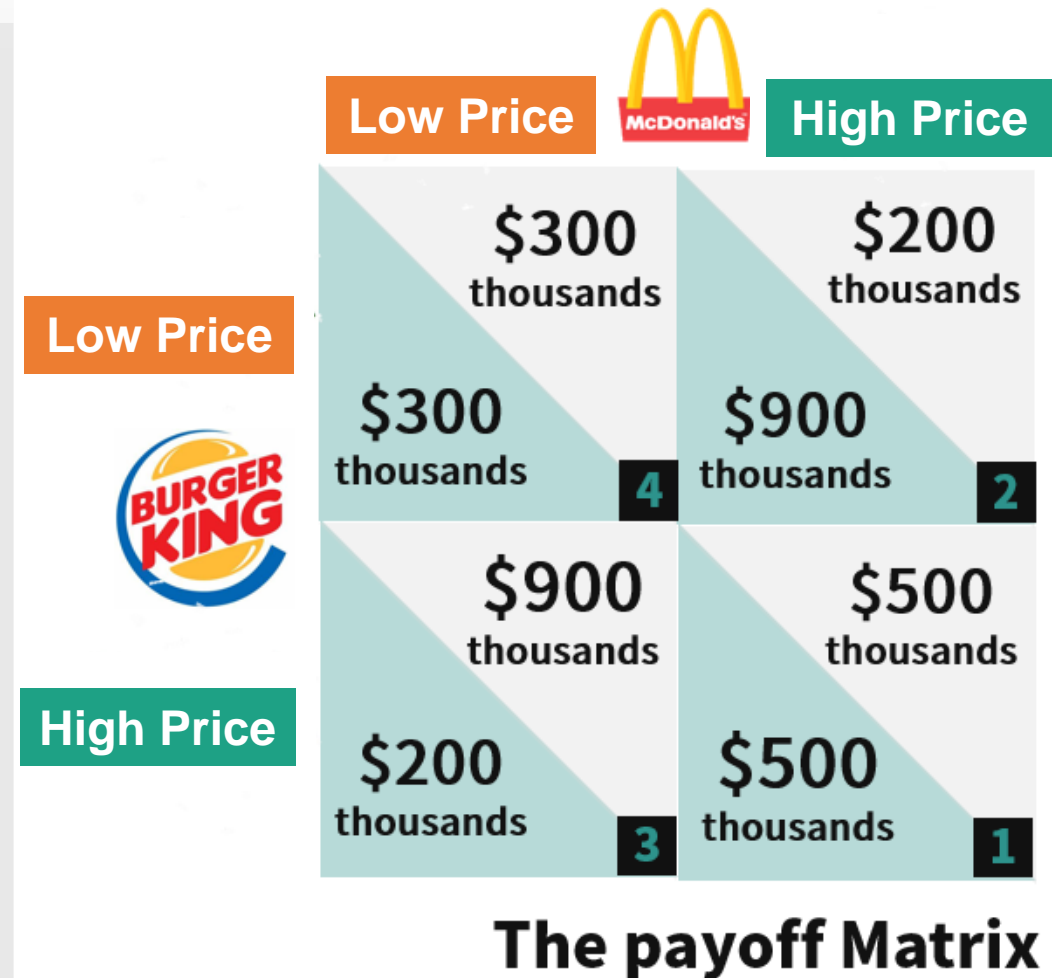 Low Price
McDonald's
High Price
$300
thousands
$200
thousands
Low Price
$300
thousands
4
$900
thousands
2
BURGER
KING
$900
thousands
$500
thousands
High Price
$200
thousands
3
$500
thousands
1
The payoff Matrix